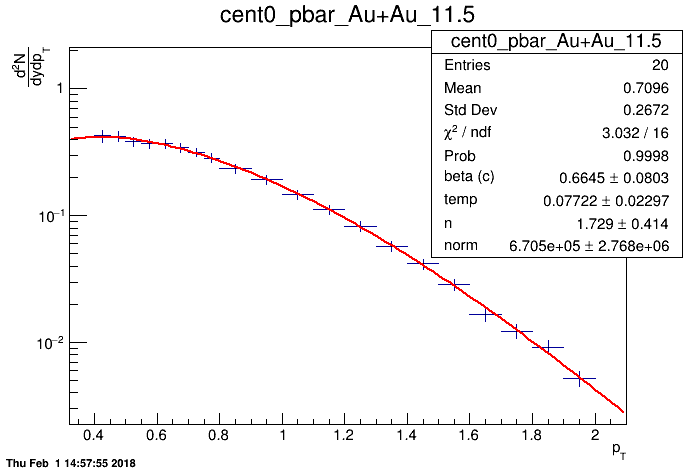 cent0_pbar_Au+Au_11.5
d²N
dydp_T
cent0_pbar_Au+Au_11.5
Entries 20
Mean 0.7096
Std Dev 0.2672
χ² / ndf 3.032 / 16
Prob 0.9998
beta (c) 0.6645 ± 0.0803
temp 0.07722 ± 0.02297
n 1.729 ± 0.414
norm 6.705e+05 ± 2.768e+06
1
10⁻¹
10⁻²
0.4 0.6 0.8 1 1.2 1.4 1.6 1.8 2
p_T
Thu Feb 1 14:57:55 2018